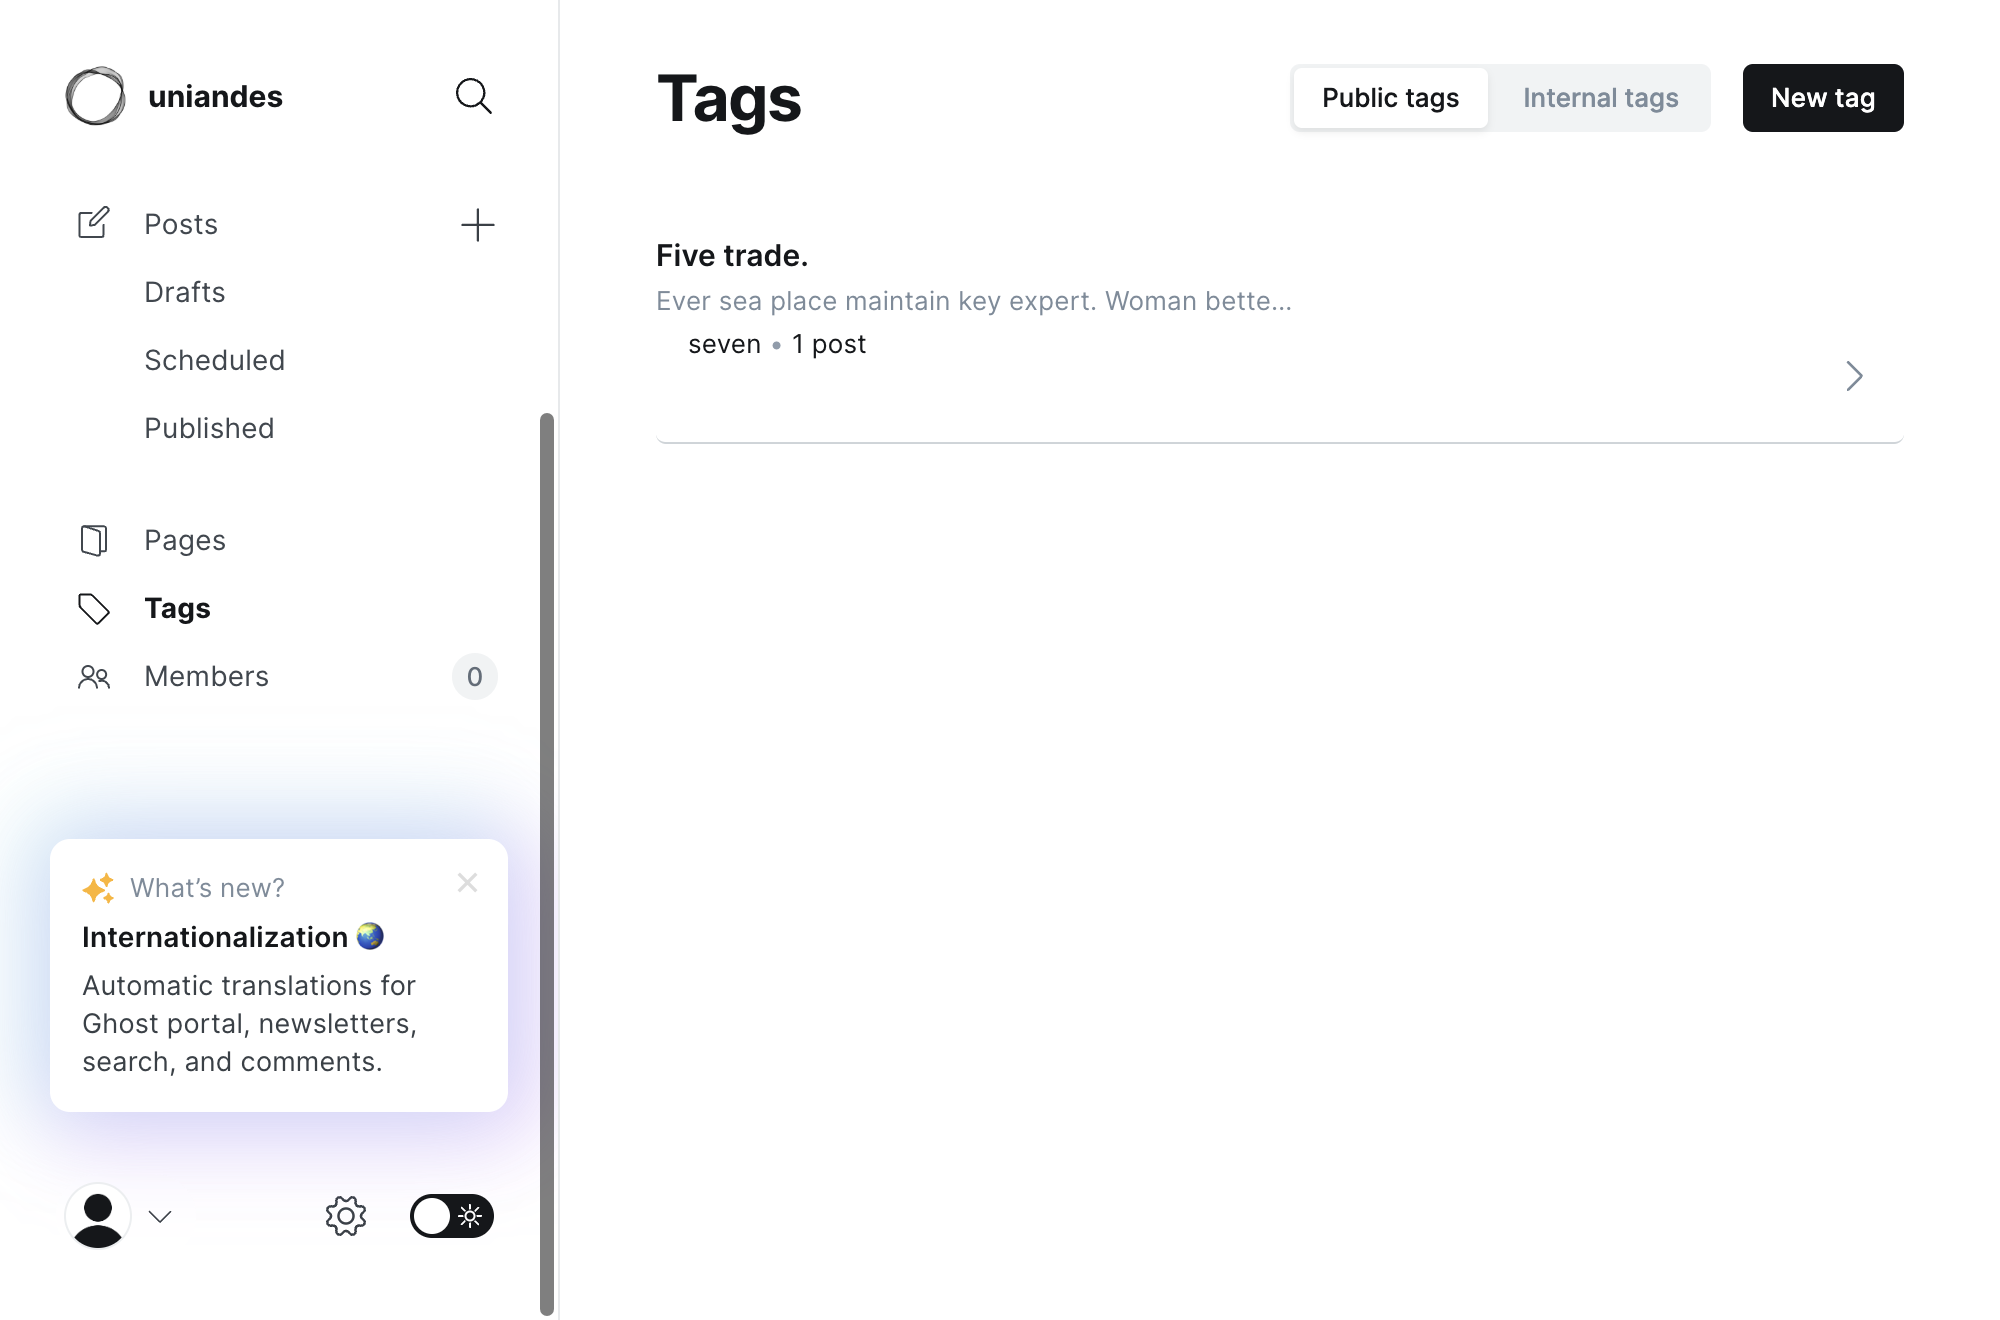 uniandes
Posts
Drafts
Scheduled
Published
Pages
Tags
Members 0
What’s new?
Internationalization
Automatic translations for
Ghost portal, newsletters,
search, and comments.
Tags
Public tags Internal tags New tag
Five trade.
Ever sea place maintain key expert. Woman bette...
seven • 1 post